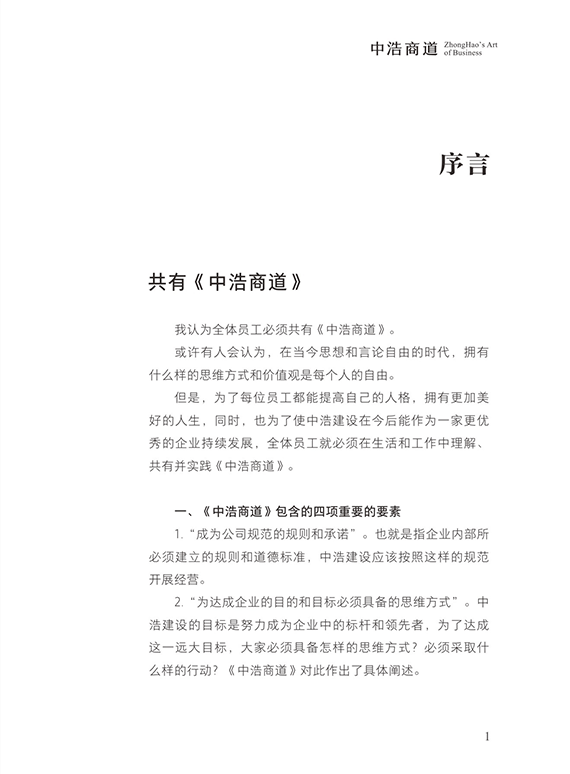 中浩商道 ZhongHao's Art
of Business
序言
共有《中浩商道》
我认为全体员工必须共有《中浩商道》。
或许有人会认为，在当今思想和言论自由的时代，拥有
什么样的思维方式和价值观是每个人的自由。
但是，为了每位员工都能提高自己的人格，拥有更加美
好的人生，同时，也为了使中浩建设在今后能作为一家更优
秀的企业持续发展，全体员工就必须在生活和工作中理解、
共有并实践《中浩商道》。
一、《中浩商道》包含的四项重要的要素
1.“成为公司规范的规则和承诺”。也就是指企业内部所
必须建立的规则和道德标准，中浩建设应该按照这样的规范
开展经营。
2.“为达成企业的目的和目标必须具备的思维方式”。中
浩建设的目标是努力成为企业中的标杆和领先者，为了达成
这一远大目标，大家必须具备怎样的思维方式？必须采取什
么样的行动？《中浩商道》对此作出了具体阐述。
1